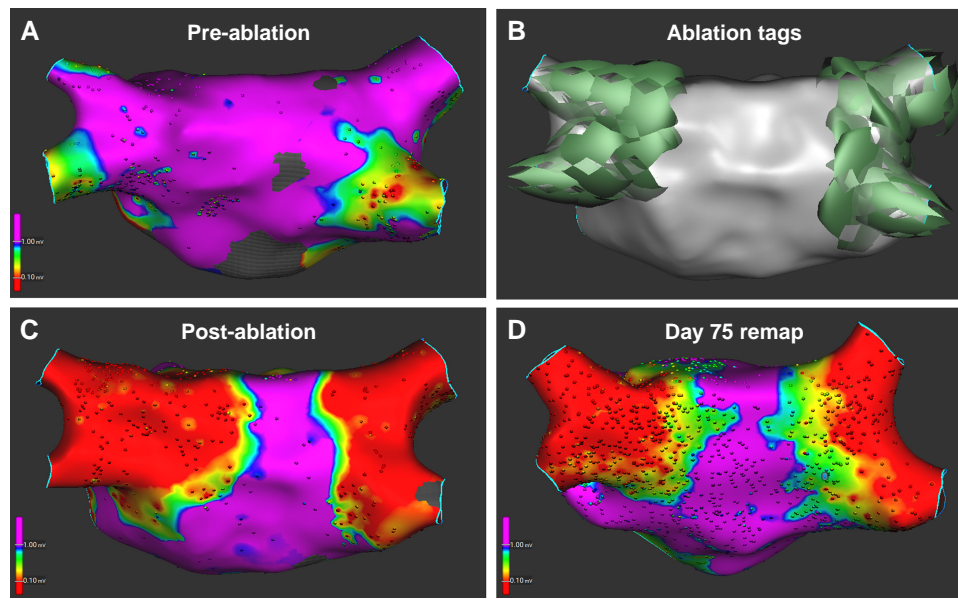 A
Pre-ablation
1.00 mV
0.10 mV
B
Ablation tags
C
Post-ablation
1.00 mV
0.10 mV
D
Day 75 remap
1.00 mV
0.10 mV